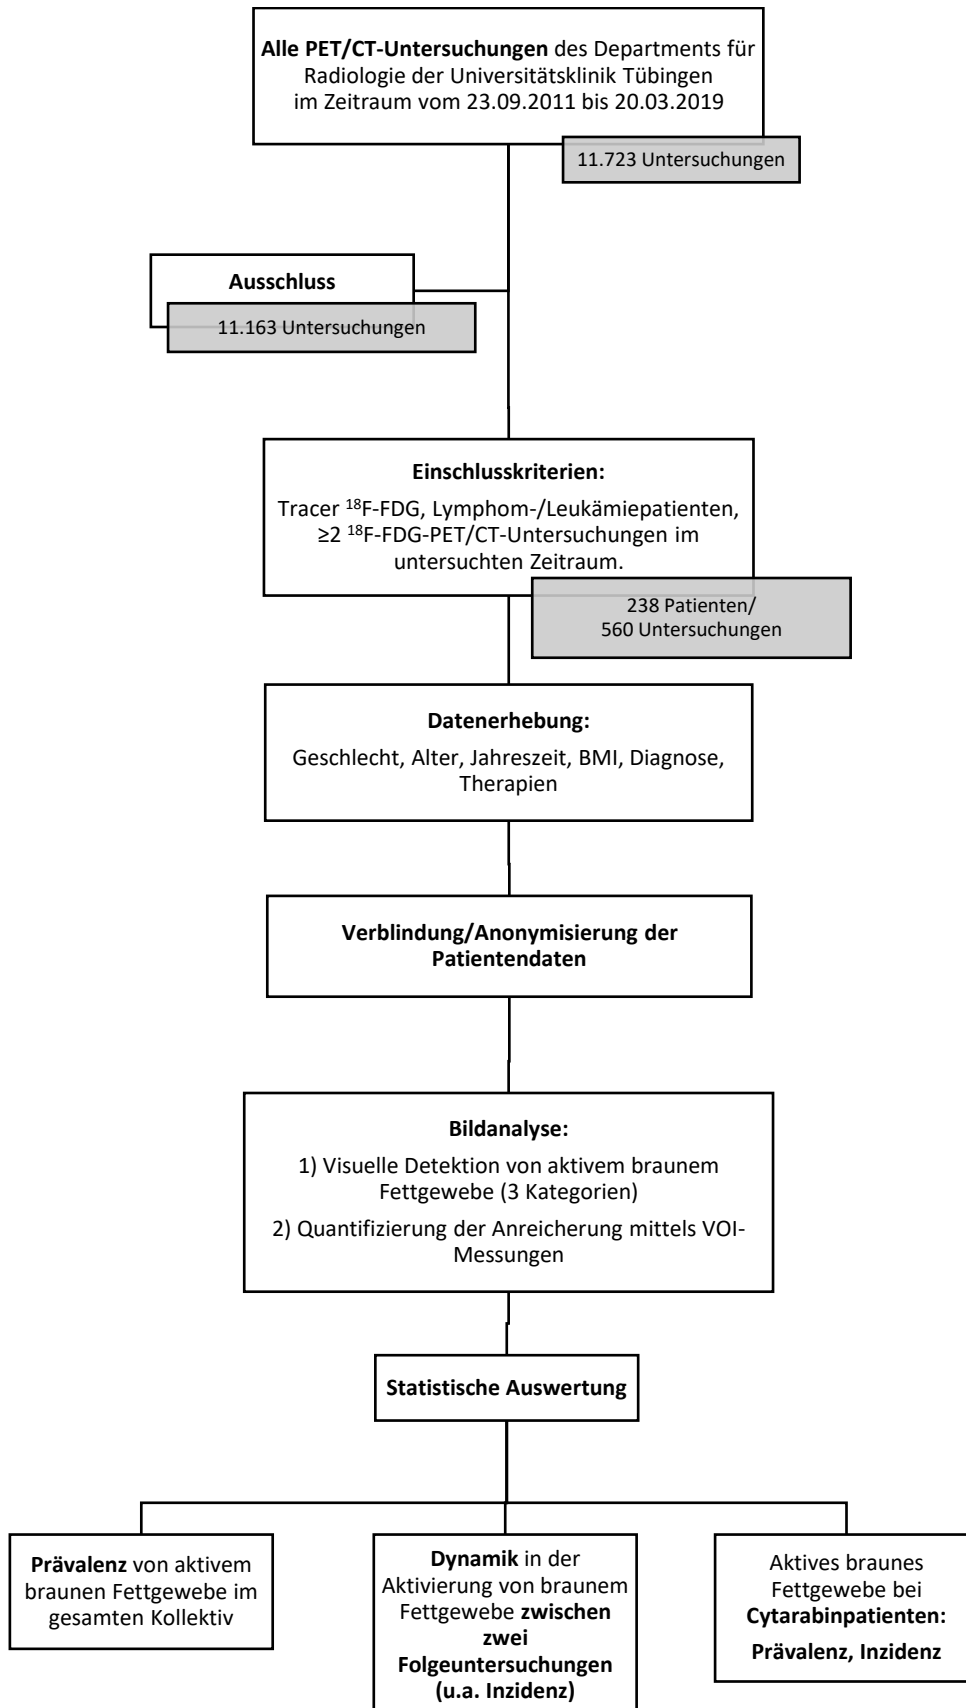 Alle PET/CT-Untersuchungen des Departments für
Radiologie der Universitätsklinik Tübingen
im Zeitraum vom 23.09.2011 bis 20.03.2019
11.723 Untersuchungen
Ausschluss
11.163 Untersuchungen
Einschlusskriterien:
Tracer ¹⁸F-FDG, Lymphom-/Leukämiepatienten,
≥2 ¹⁸F-FDG-PET/CT-Untersuchungen im
untersuchten Zeitraum.
238 Patienten/
560 Untersuchungen
Datenerhebung:
Geschlecht, Alter, Jahreszeit, BMI, Diagnose,
Therapien
Verblindung/Anonymisierung der
Patientendaten
Bildanalyse:
1) Visuelle Detektion von aktivem braunem
Fettgewebe (3 Kategorien)
2) Quantifizierung der Anreicherung mittels VOI-
Messungen
Statistische Auswertung
Prävalenz von aktivem
braunen Fettgewebe im
gesamten Kollektiv
Dynamik in der
Aktivierung von braunem
Fettgewebe zwischen
zwei
Folgeuntersuchungen
(u.a. Inzidenz)
Aktives braunes
Fettgewebe bei
Cytarabinpatienten:
Prävalenz, Inzidenz